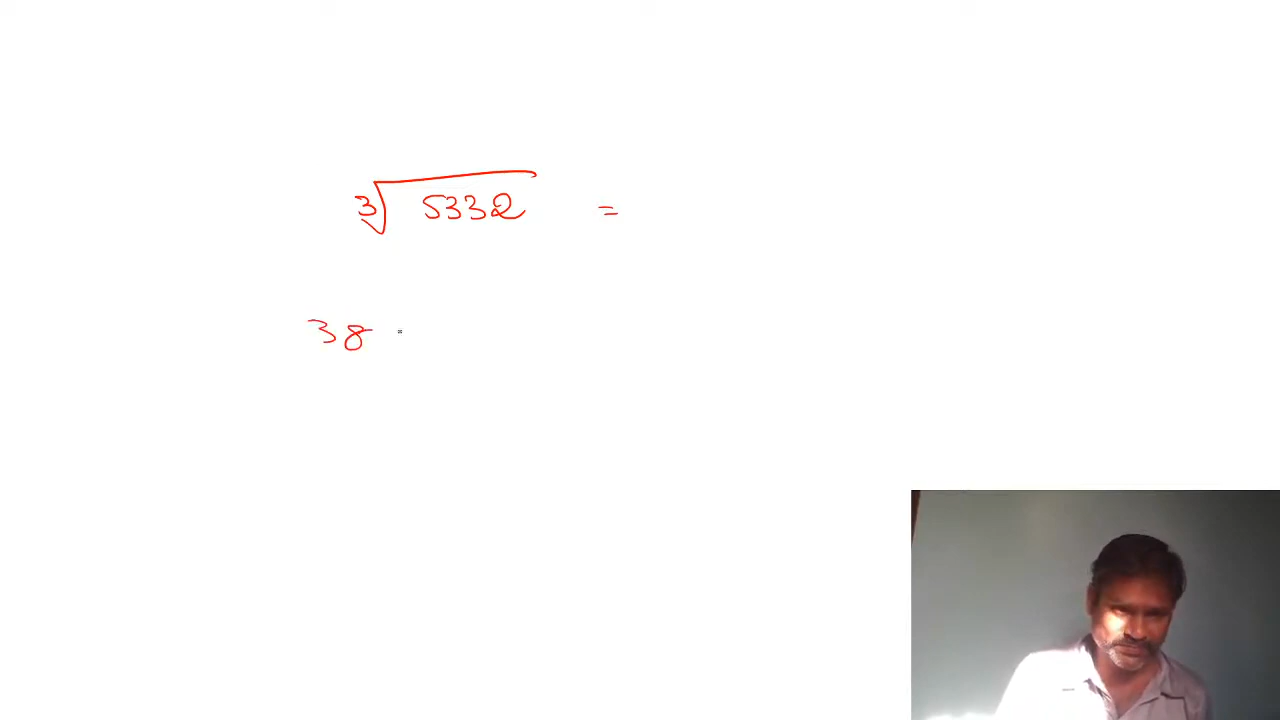 ∛5332 =
38